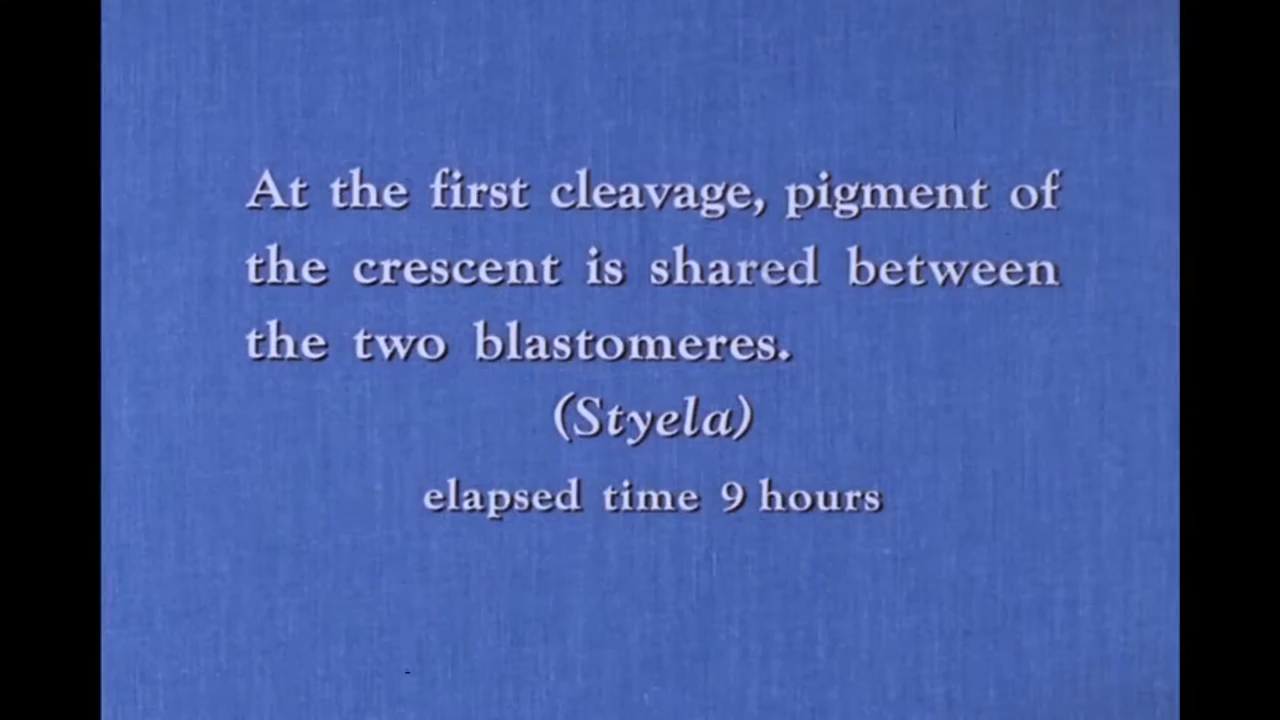 At the first cleavage, pigment of
the crescent is shared between
the two blastomeres.
(Styela)
elapsed time 9 hours